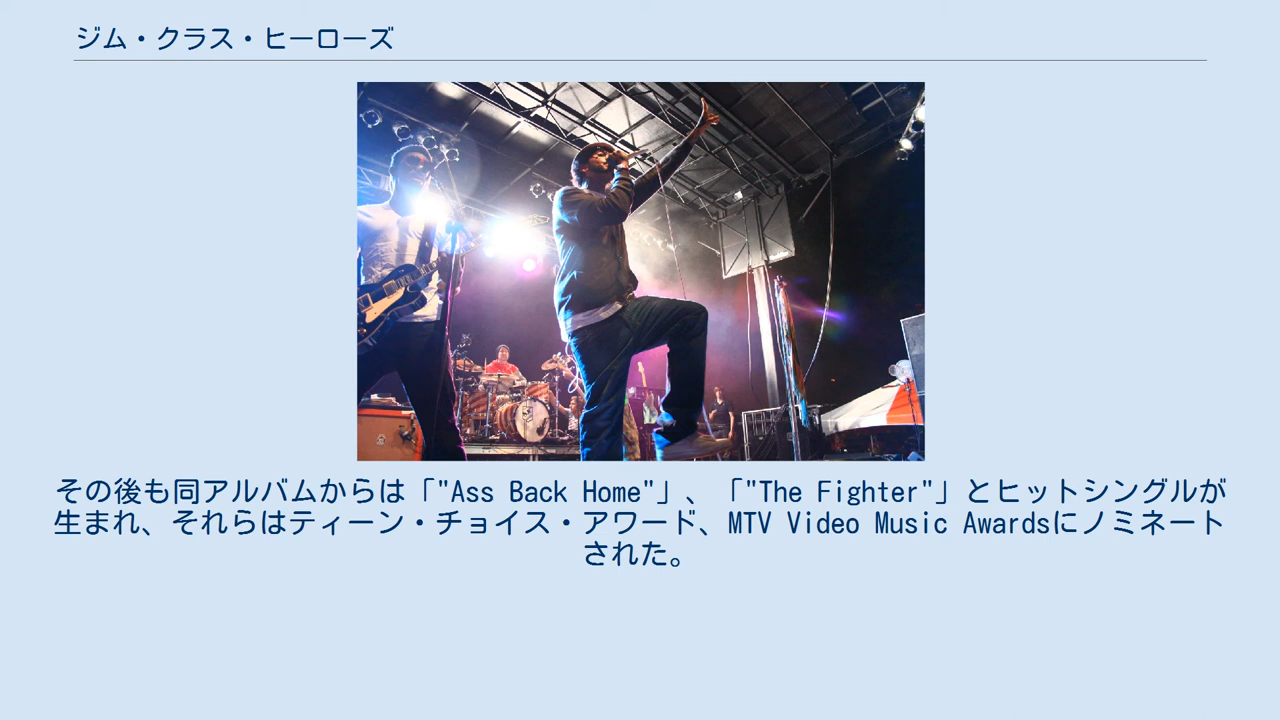 ジム・クラス・ヒーローズ
その後も同アルバムからは「"Ass Back Home"」、「"The Fighter"」とヒットシングルが
生まれ、それらはティーン・チョイス・アワード、MTV Video Music Awardsにノミネート
された。